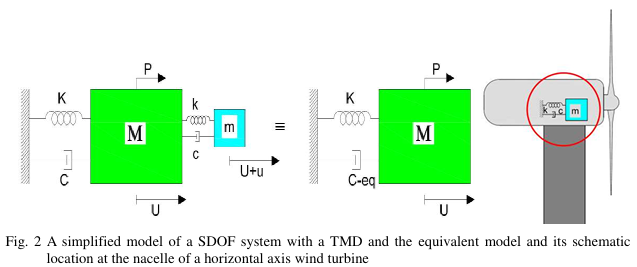 P
P
K
k
K
M
m
≡
M
k c m
C
c
C-eq
U+u
U
U
Fig. 2 A simplified model of a SDOF system with a TMD and the equivalent model and its schematic
location at the nacelle of a horizontal axis wind turbine